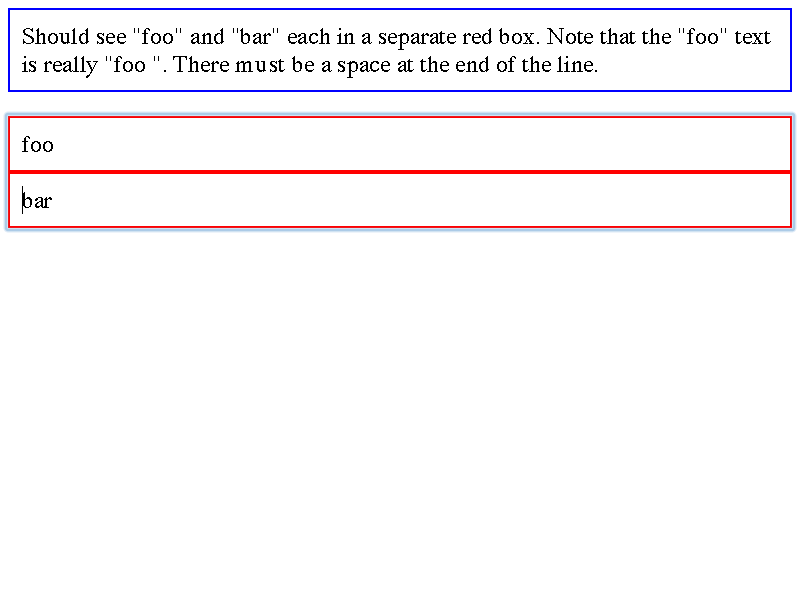 Should see "foo" and "bar" each in a separate red box. Note that the "foo" text
is really "foo ". There must be a space at the end of the line.
foo
bar